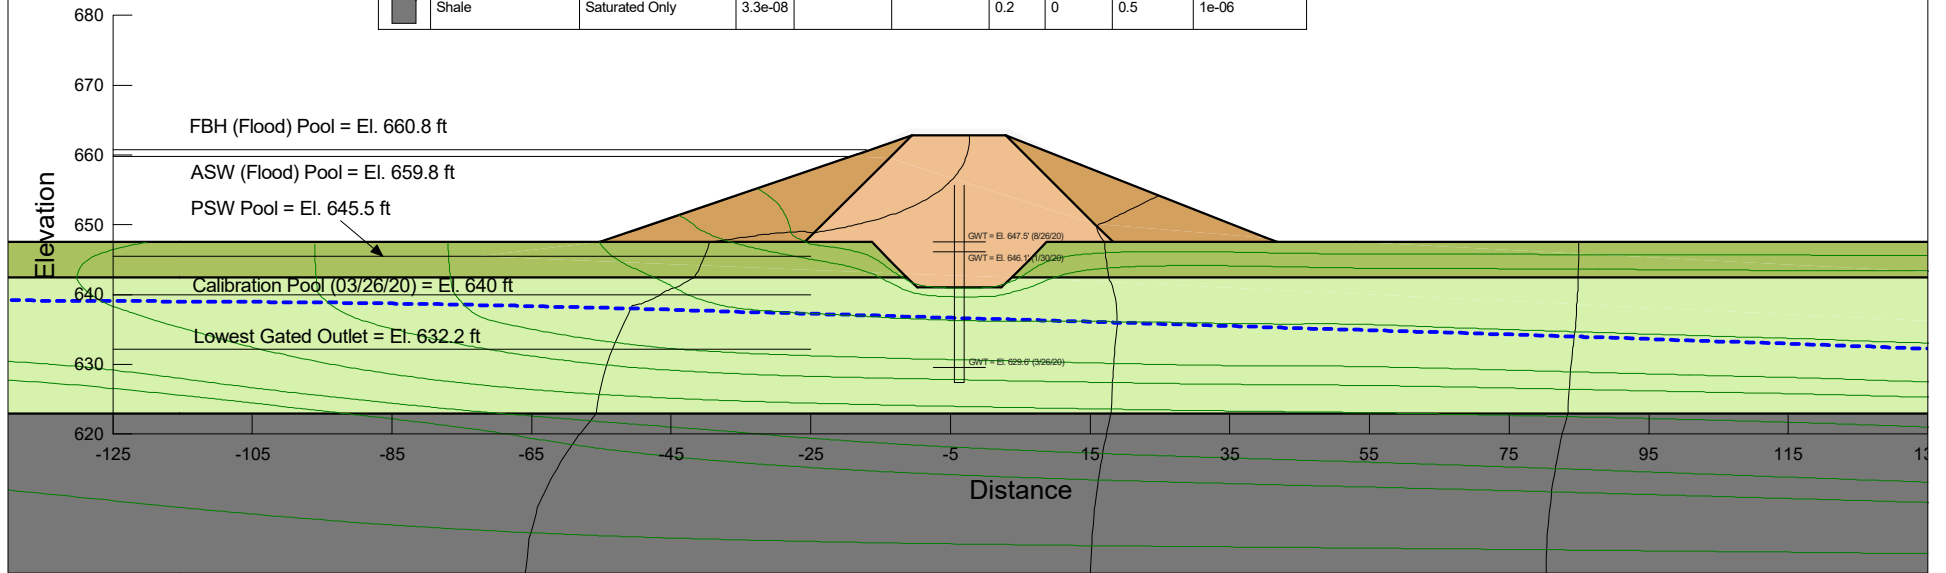 Shale Saturated Only 3.3e-08 0.2 0 0.5 1e-06
680
670
FBH (Flood) Pool = El. 660.8 ft
660
ASW (Flood) Pool = El. 659.8 ft
PSW Pool = El. 645.5 ft
650
Elevation
GWT = El. 647.5' (8/26/20)
GWT = El. 646.1' (1/30/20)
Calibration Pool (03/26/20) = El. 640 ft
640
Lowest Gated Outlet = El. 632.2 ft
630
GWT = El. 629.6' (3/26/20)
620
-125 -105 -85 -65 -45 -25 -5 15 35 55 75 95 115
Distance